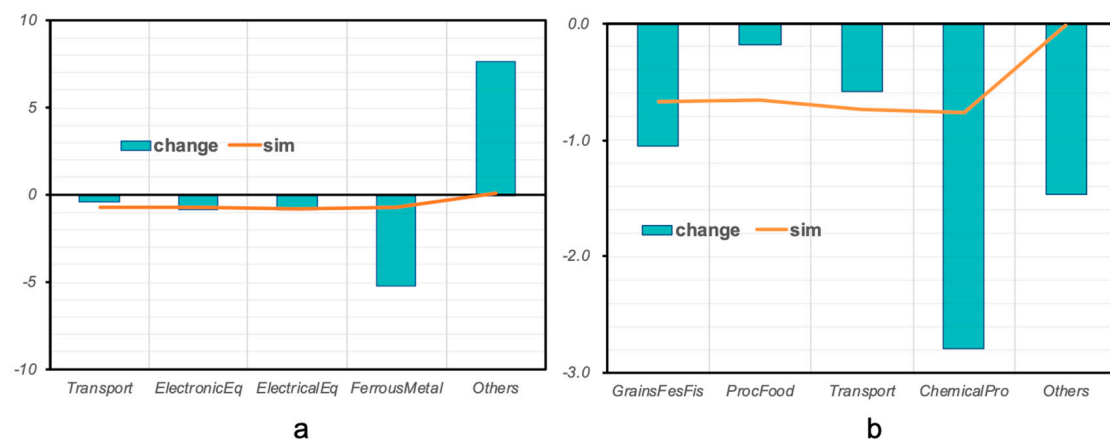 10
5
0
-5
-10
change sim
Transport ElectronicEq ElectricalEq FerrousMetal Others
a
0.0
-1.0
-2.0
-3.0
change sim
GrainsFesFis ProcFood Transport ChemicalPro Others
b